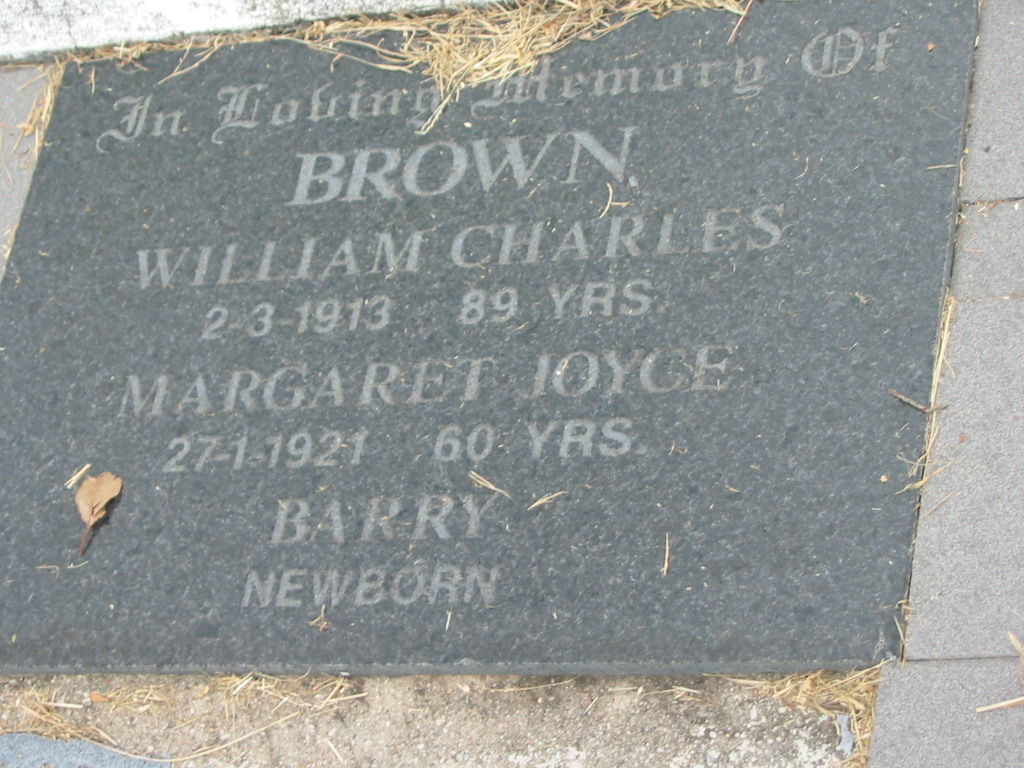 In Loving Memory Of
BROWN
WILLIAM CHARLES
2-3-1913 89 YRS.
MARGARET JOYCE
27-1-1921 60 YRS.
BARRY
NEWBORN